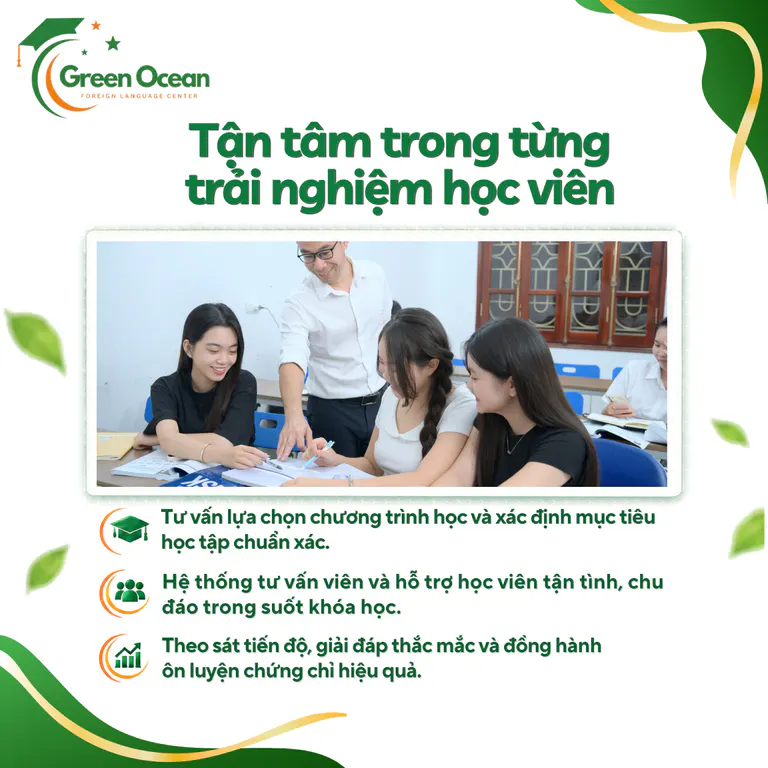 Green Ocean
FOREIGN LANGUAGE CENTER
Tận tâm trong từng
trải nghiệm học viên
Tư vấn lựa chọn chương trình học và xác định mục tiêu
học tập chuẩn xác.
Hệ thống tư vấn viên và hỗ trợ học viên tận tình, chu
đáo trong suốt khóa học.
Theo sát tiến độ, giải đáp thắc mắc và đồng hành
ôn luyện chứng chỉ hiệu quả.